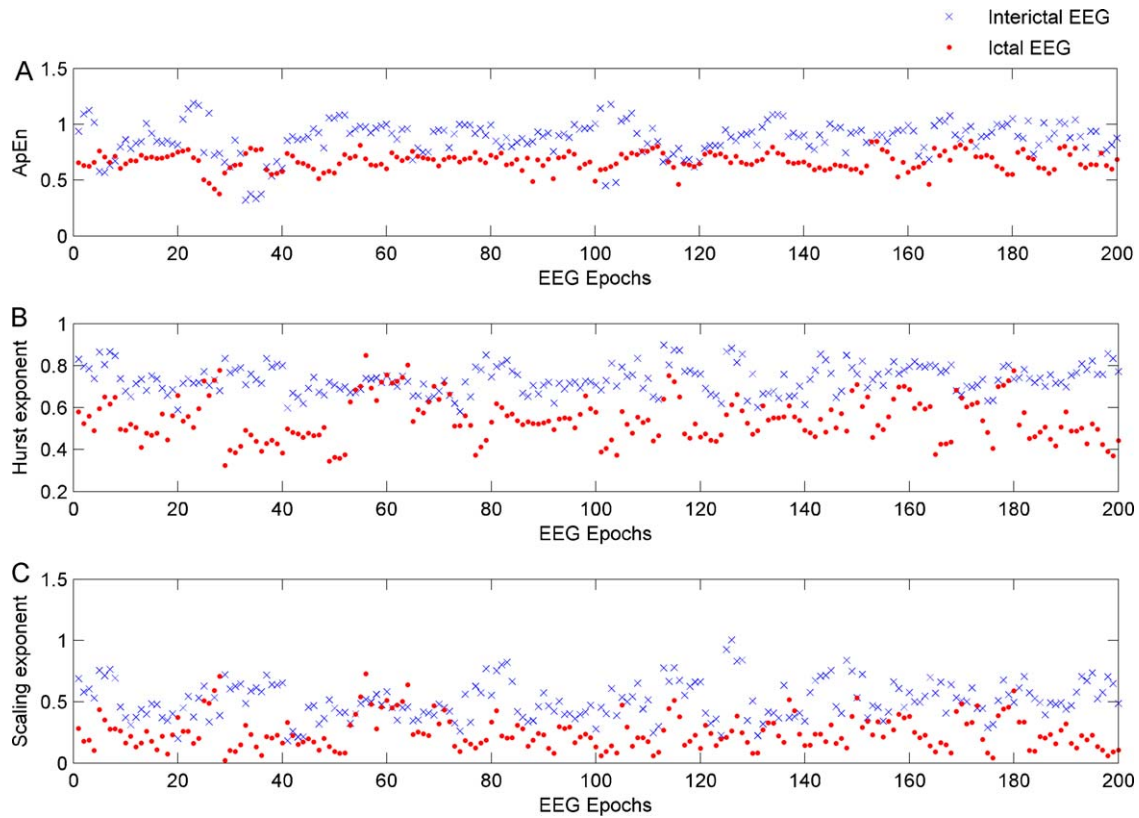 Interictal EEG
Ictal EEG
A
1.5
1
0.5
0
ApEn
0 20 40 60 80 100 120 140 160 180 200
EEG Epochs
B
1
0.8
0.6
0.4
0.2
Hurst exponent
0 20 40 60 80 100 120 140 160 180 200
EEG Epochs
C
1.5
1
0.5
0
Scaling exponent
0 20 40 60 80 100 120 140 160 180 200
EEG Epochs